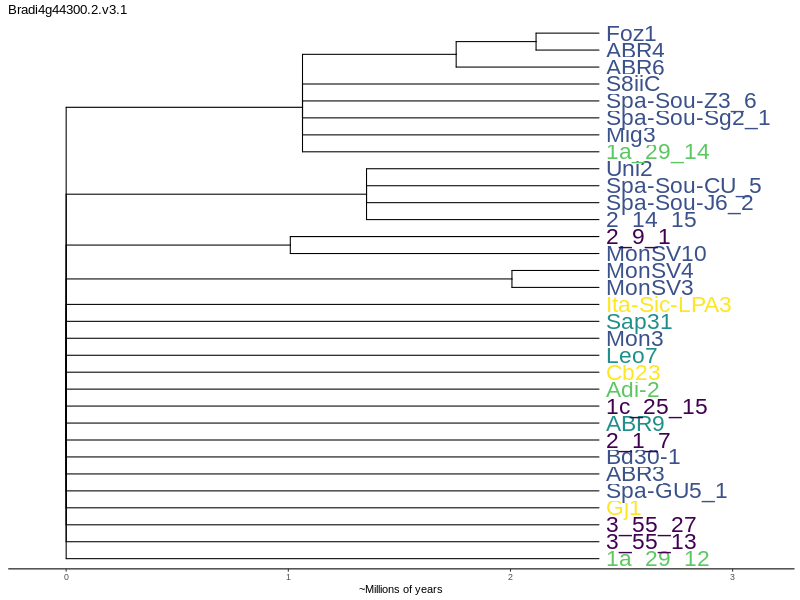 Bradi4g44300.2.v3.1
Foz1
ABR4
ABR6
S8iiC
Spa-Sou-Z3_6
Spa-Sou-Sg2_1
Mig3
1a_29_14
Uni2
Spa-Sou-CU_5
Spa-Sou-J6_2
2_14_15
2_9_1
MonSV10
MonSV4
MonSV3
Ita-Sic-LPA3
Sap31
Mon3
Leo7
Cb23
Adi-2
1c_25_15
ABR9
2_1_7
Bd30-1
ABR3
Spa-GU5_1
Gj1
3_55_27
3_55_13
1a_29_12
0 1 2 3
~Millions of years